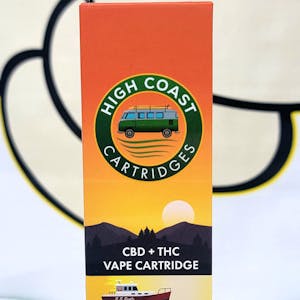 HIGH COAST
CARTRIDGES
CBD + THC
VAPE CARTRIDGE